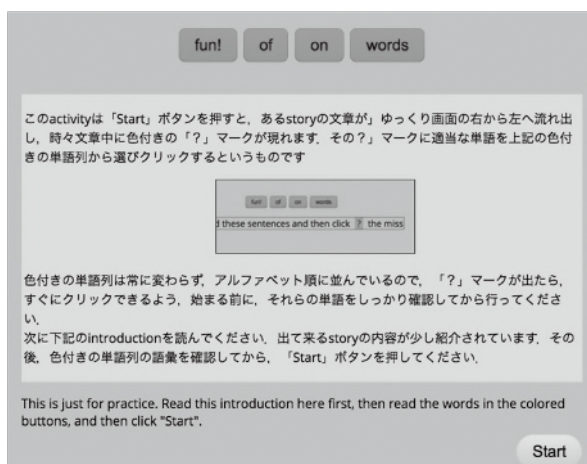 fun! of on words
このactivityは「Start」ボタンを押すと，あるstoryの文章が」ゆっくり画面の右から左へ流れ出
し，時々文章中に色付きの「？」マークが現れます．その？」マークに適当な単語を上記の色付
きの単語列から選びクリックするというものです
fun! of on words
d these sentences and then click ? the miss
色付きの単語列は常に変わらず，アルファベット順に並んでいるので，「？」マークが出たら，
すぐにクリックできるよう，始まる前に，それらの単語をしっかり確認してから行ってくださ
い．
次に下記のintroductionを読んでください．出て来るstoryの内容が少し紹介されています．その
後，色付きの単語列の語彙を確認してから，「Start」ボタンを押してください．
This is just for practice. Read this introduction here first, then read the words in the colored
buttons, and then click "Start".
Start